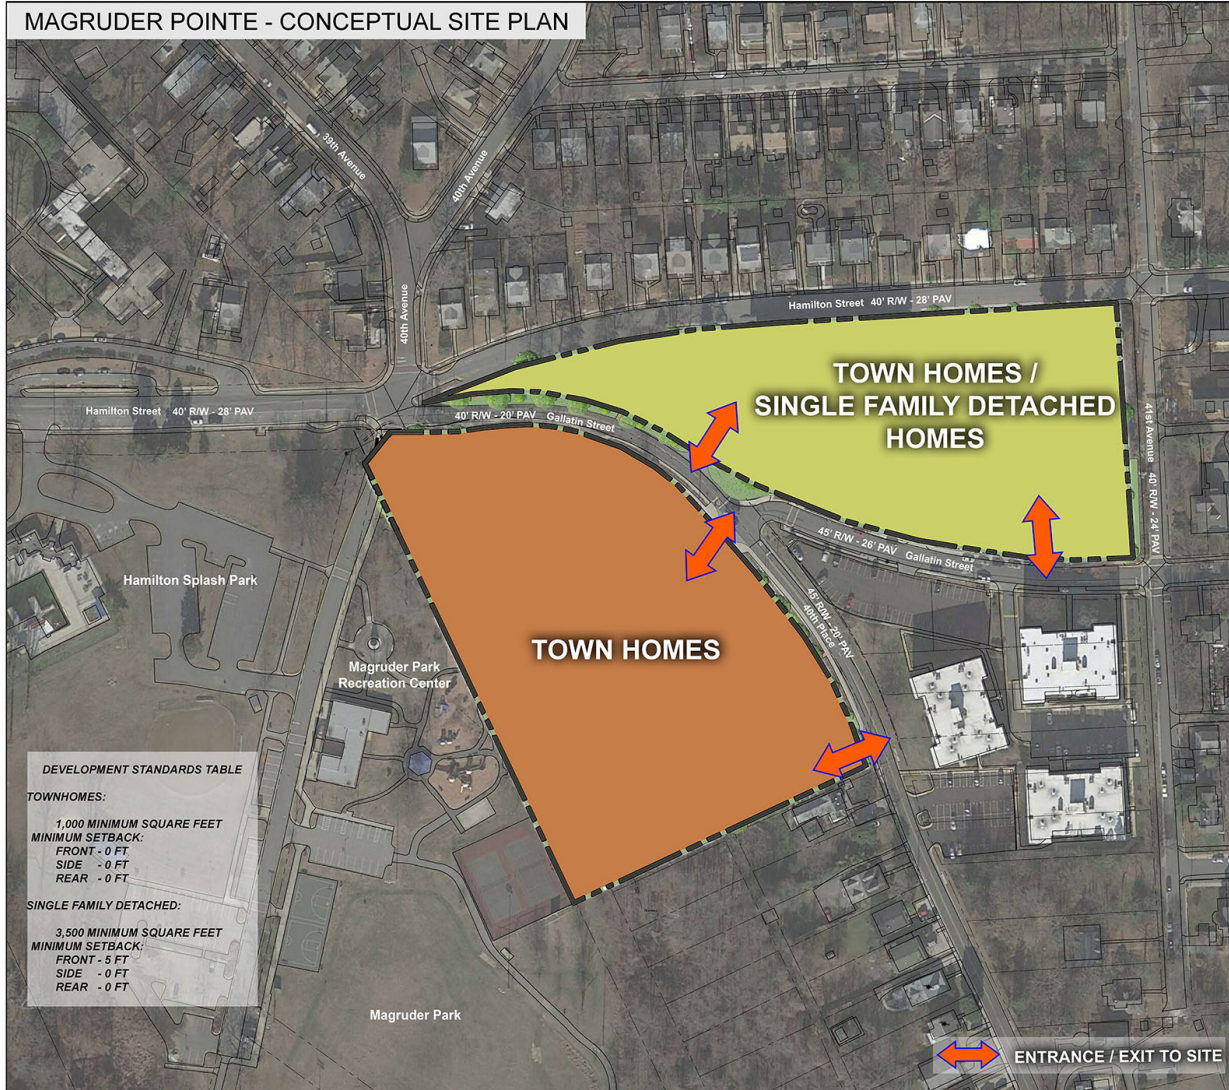 MAGRUDER POINTE - CONCEPTUAL SITE PLAN
39th Avenue
40th Avenue
40th Avenue
Hamilton Street 40' R/W - 28' PAV
Hamilton Street 40' R/W - 28' PAV
TOWN HOMES /
SINGLE FAMILY DETACHED
HOMES
40' R/W - 20' PAV Gallatin Street
41st Avenue 40' R/W - 24' PAV
45' R/W - 26' PAV Gallatin Street
Hamilton Splash Park
45' R/W - 20' PAV
40th Place
TOWN HOMES
Magruder Park
Recreation Center
DEVELOPMENT STANDARDS TABLE
TOWNHOMES:
1,000 MINIMUM SQUARE FEET
MINIMUM SETBACK:
FRONT - 0 FT
SIDE - 0 FT
REAR - 0 FT
SINGLE FAMILY DETACHED:
3,500 MINIMUM SQUARE FEET
MINIMUM SETBACK:
FRONT - 5 FT
SIDE - 0 FT
REAR - 0 FT
Magruder Park
ENTRANCE / EXIT TO SITE